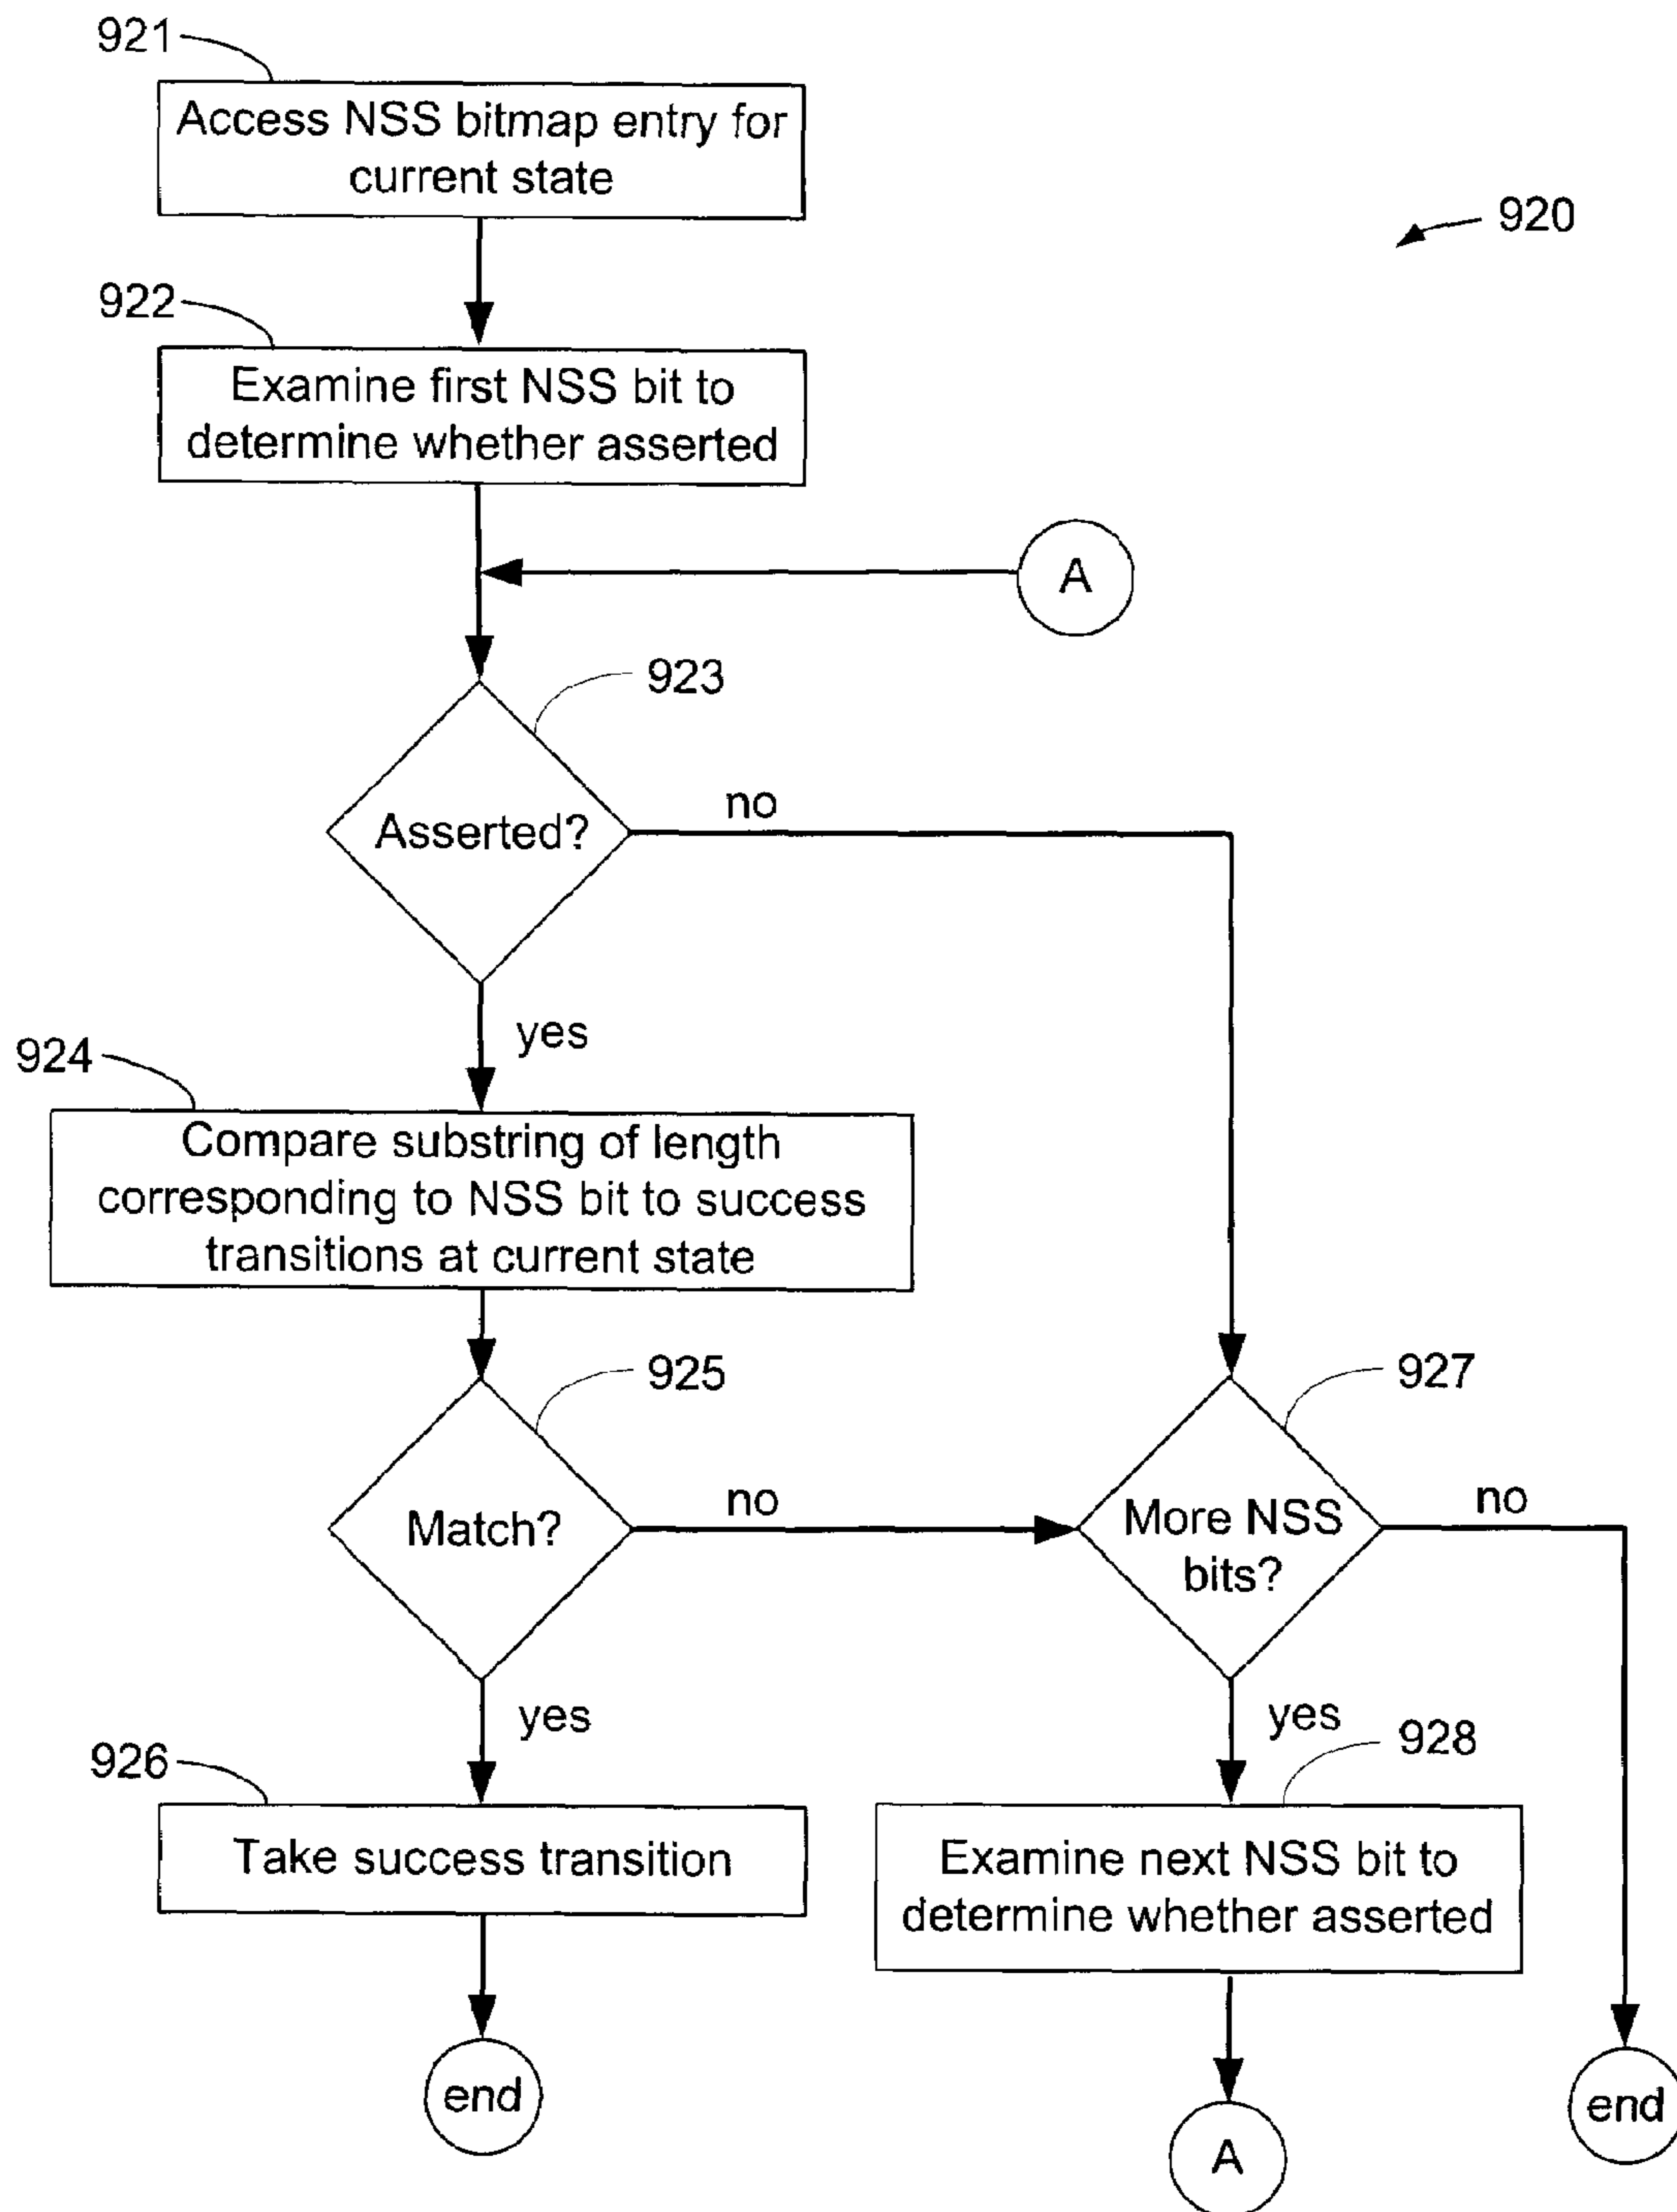 921
Access NSS bitmap entry for
current state
920
922
Examine first NSS bit to
determine whether asserted
A
923
Asserted?
no
yes
924
Compare substring of length
corresponding to NSS bit to success
transitions at current state
925
927
Match?
no
More NSS
bits?
no
yes
yes
926
928
Take success transition
Examine next NSS bit to
determine whether asserted
end
A
end